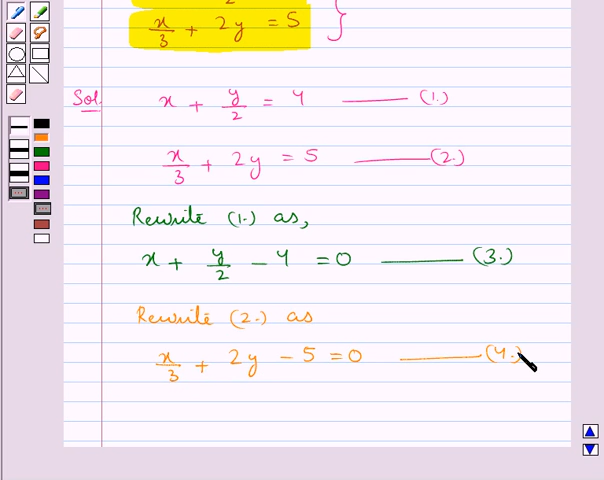 2
x/3 + 2y = 5 }
Sol. x + y/2 = 4 ——— (1.)
x/3 + 2y = 5 ——— (2.)
Rewrite (1.) as,
x + y/2 - 4 = 0 ——— (3.)
Rewrite (2.) as
x/3 + 2y - 5 = 0 ——— (4.)